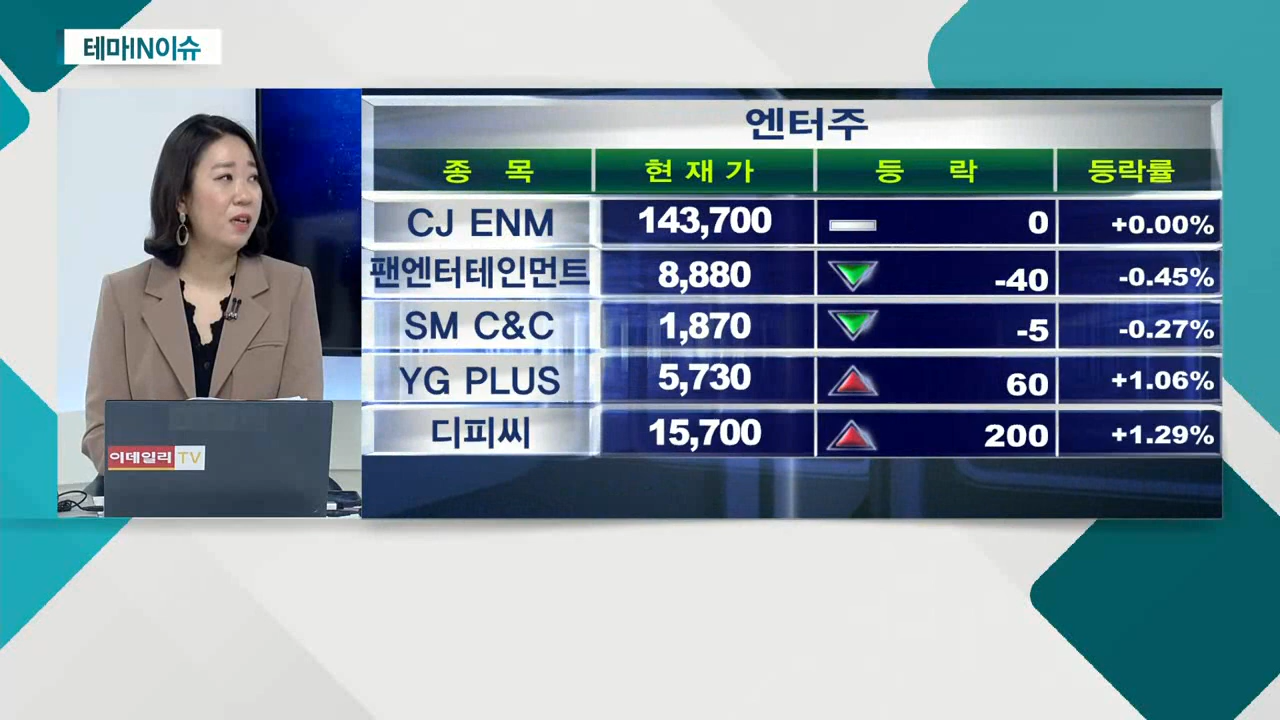 테마IN이슈
엔터주
종 목 현 재 가 등 락 등락률
CJ ENM 143,700 0 +0.00%
팬엔터테인먼트 8,880 -40 -0.45%
SM C&C 1,870 -5 -0.27%
YG PLUS 5,730 60 +1.06%
디피씨 15,700 200 +1.29%
이데일리 TV